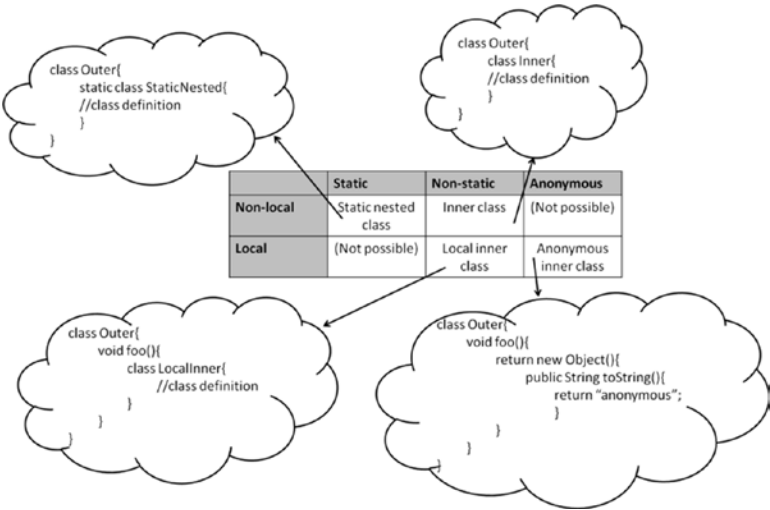 class Outer{
static class StaticNested{
//class definition
}
}
class Outer{
class Inner{
//class definition
}
}
Static Non-static Anonymous
Non-local Static nested class Inner class (Not possible)
Local (Not possible) Local inner class Anonymous inner class
class Outer{
void foo(){
class LocalInner{
//class definition
}
}
}
class Outer{
void foo(){
return new Object(){
public String toString(){
return “anonymous”;
}
}
}
}